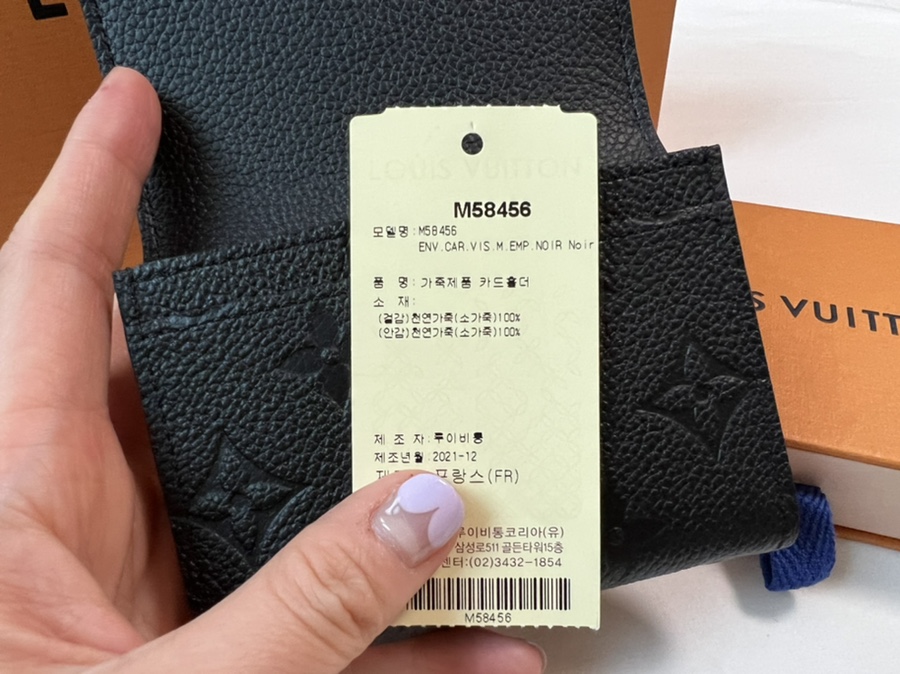 L
LOUIS VUITTON
M58456
모델명:M58456
ENV.CAR.VIS.M.EMP.NOIR Noir
품 명: 가죽제품 카드홀더
소 재:
(겉감)천연가죽(소가죽)100%
(안감)천연가죽(소가죽)100%
제 조 자:루이비통
제조년월:2021-12
프랑스(FR)
루이비통코리아(유)
삼성로511 골든타워15층
센터:(02)3432-1854
M58456
S VUITT